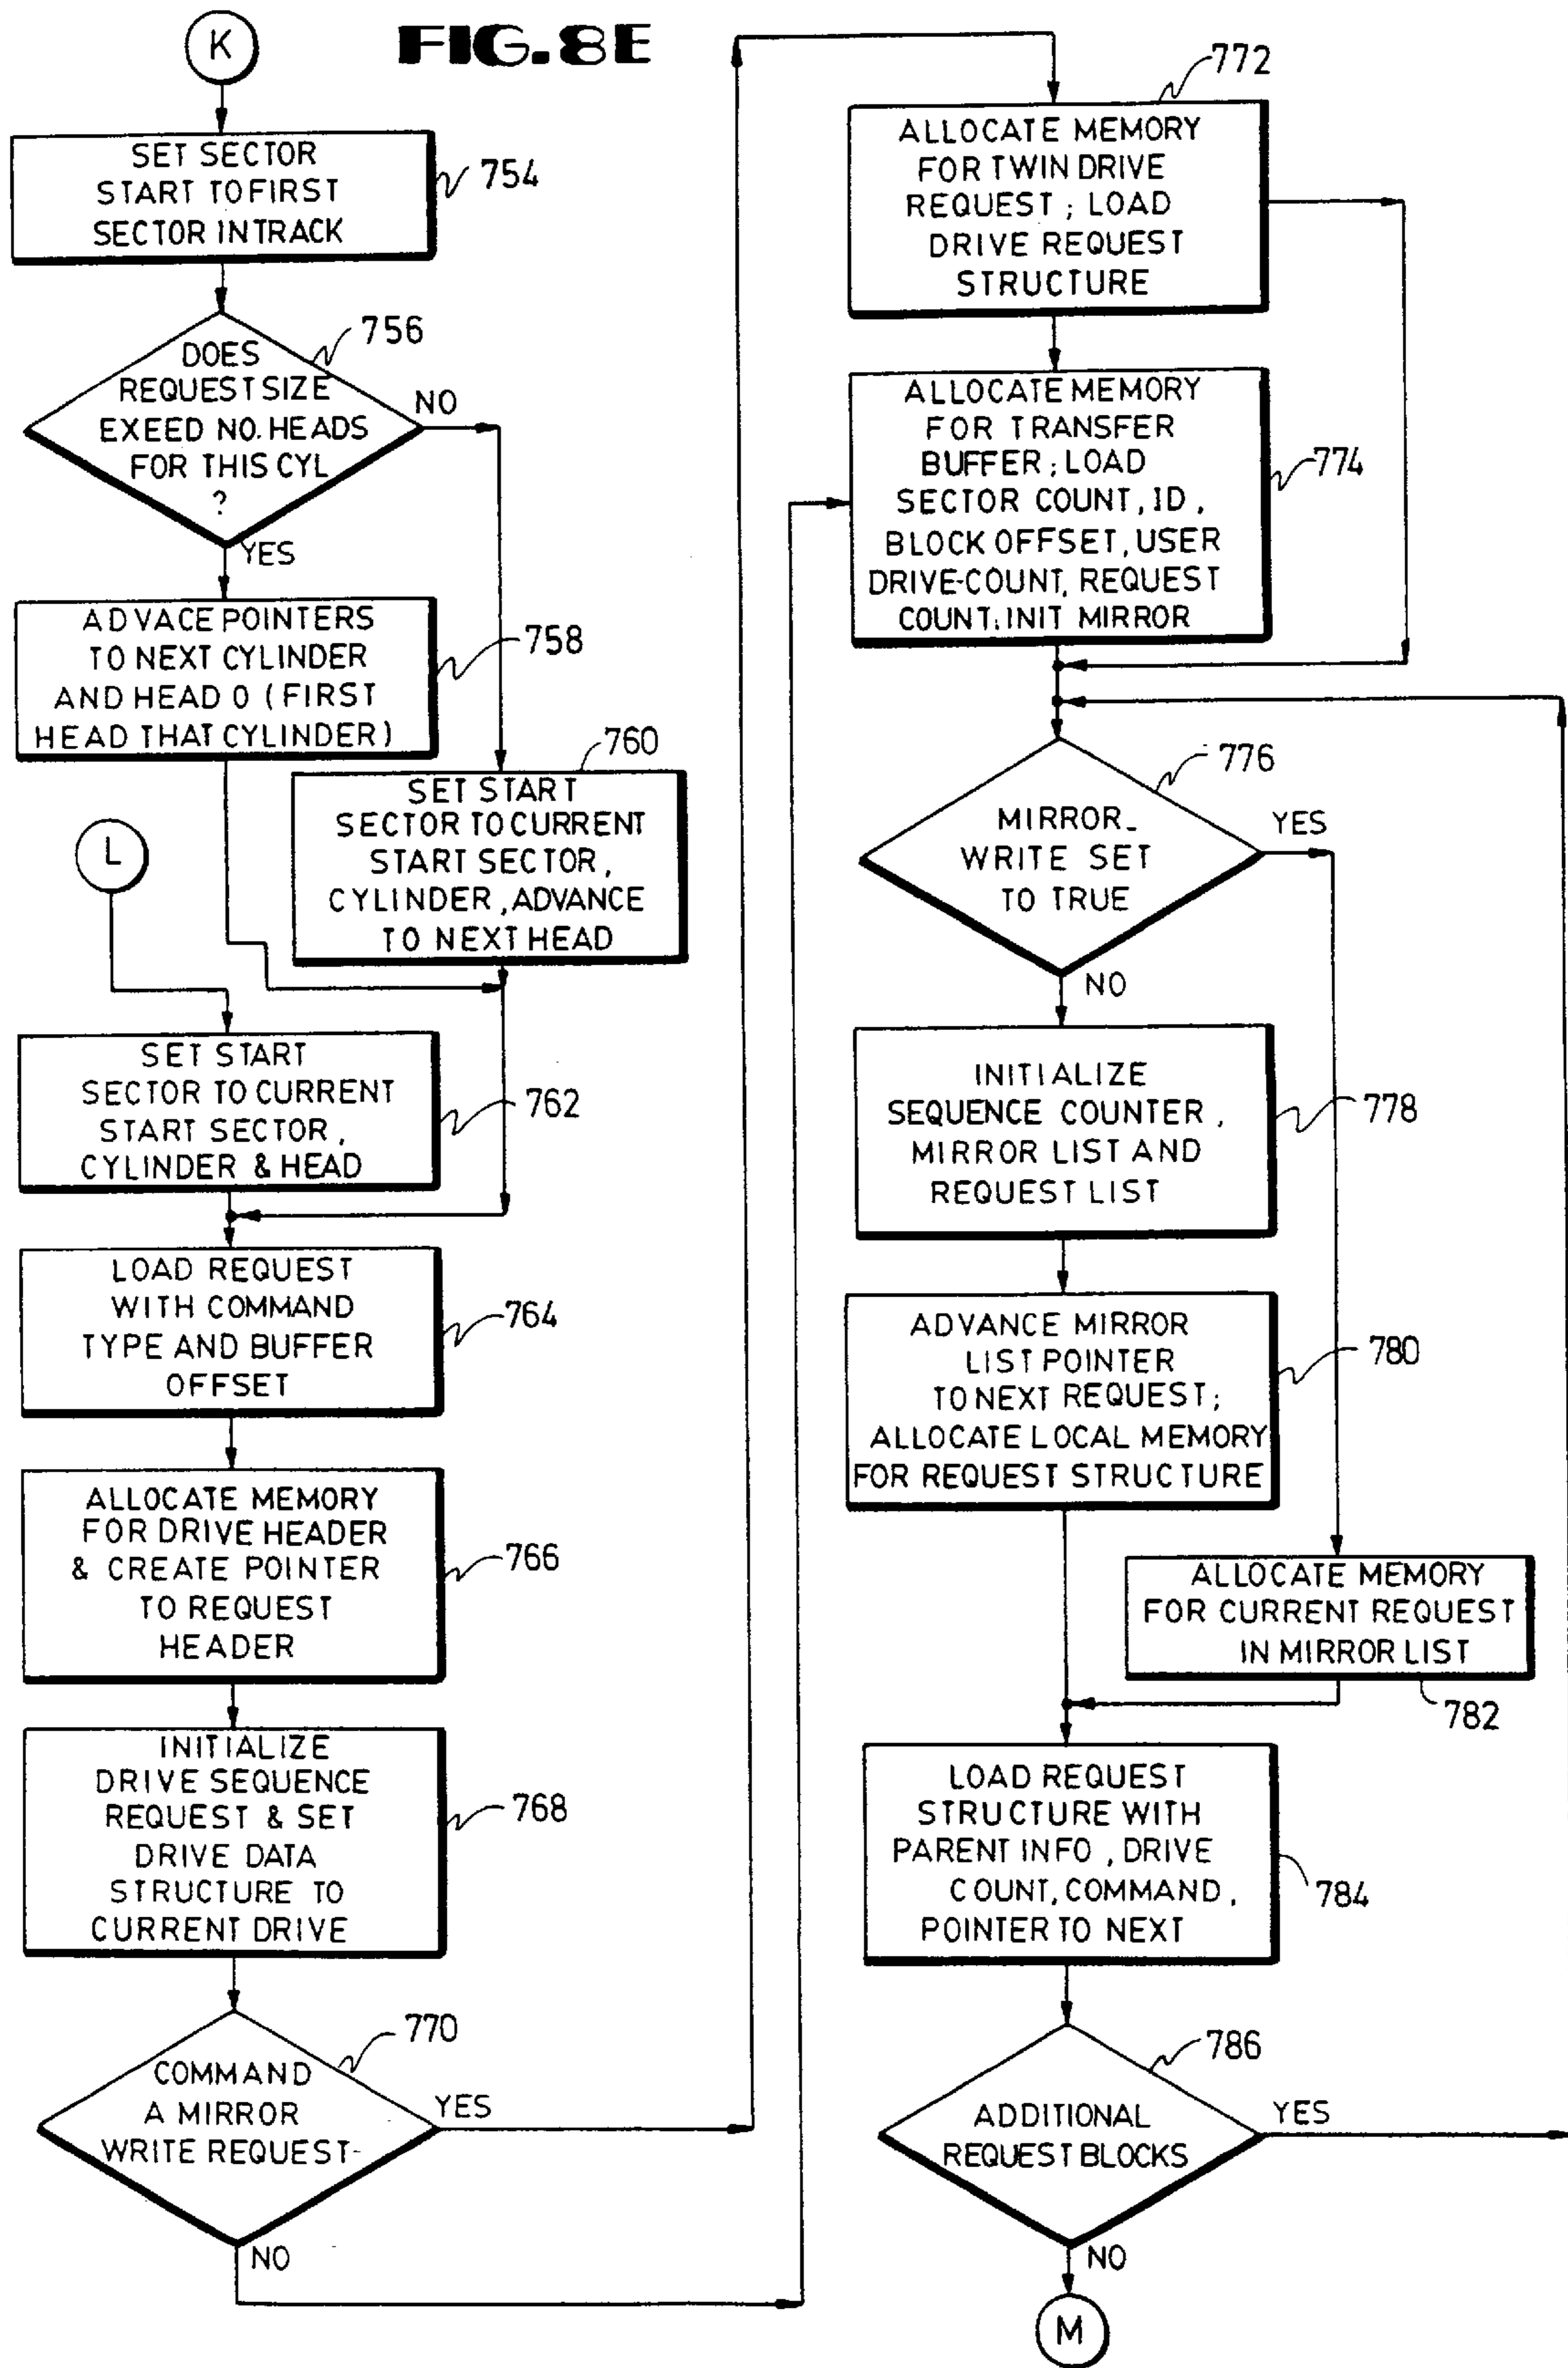 K
FIG. 8E
SET SECTOR
START TO FIRST
SECTOR IN TRACK
754
DOES
REQUEST SIZE
EXEED NO. HEADS
FOR THIS CYL
?
756
NO
YES
ADVACE POINTERS
TO NEXT CYLINDER
AND HEAD 0 (FIRST
HEAD THAT CYLINDER)
758
760
SET START
SECTOR TO CURRENT
START SECTOR,
CYLINDER, ADVANCE
TO NEXT HEAD
L
SET START
SECTOR TO CURRENT
START SECTOR,
CYLINDER & HEAD
762
LOAD REQUEST
WITH COMMAND
TYPE AND BUFFER
OFFSET
764
ALLOCATE MEMORY
FOR DRIVE HEADER
& CREATE POINTER
TO REQUEST
HEADER
766
INITIALIZE
DRIVE SEQUENCE
REQUEST & SET
DRIVE DATA
STRUCTURE TO
CURRENT DRIVE
768
770
COMMAND
A MIRROR
WRITE REQUEST
YES
NO
772
ALLOCATE MEMORY
FOR TWIN DRIVE
REQUEST; LOAD
DRIVE REQUEST
STRUCTURE
ALLOCATE MEMORY
FOR TRANSFER
BUFFER; LOAD
SECTOR COUNT, ID,
BLOCK OFFSET, USER
DRIVE-COUNT, REQUEST
COUNT; INIT MIRROR
774
776
MIRROR_
WRITE SET
TO TRUE
YES
NO
INITIALIZE
SEQUENCE COUNTER,
MIRROR LIST AND
REQUEST LIST
778
ADVANCE MIRROR
LIST POINTER
TO NEXT REQUEST;
ALLOCATE LOCAL MEMORY
FOR REQUEST STRUCTURE
780
ALLOCATE MEMORY
FOR CURRENT REQUEST
IN MIRROR LIST
782
LOAD REQUEST
STRUCTURE WITH
PARENT INFO, DRIVE
COUNT, COMMAND,
POINTER TO NEXT
784
786
ADDITIONAL
REQUEST BLOCKS
YES
NO
M